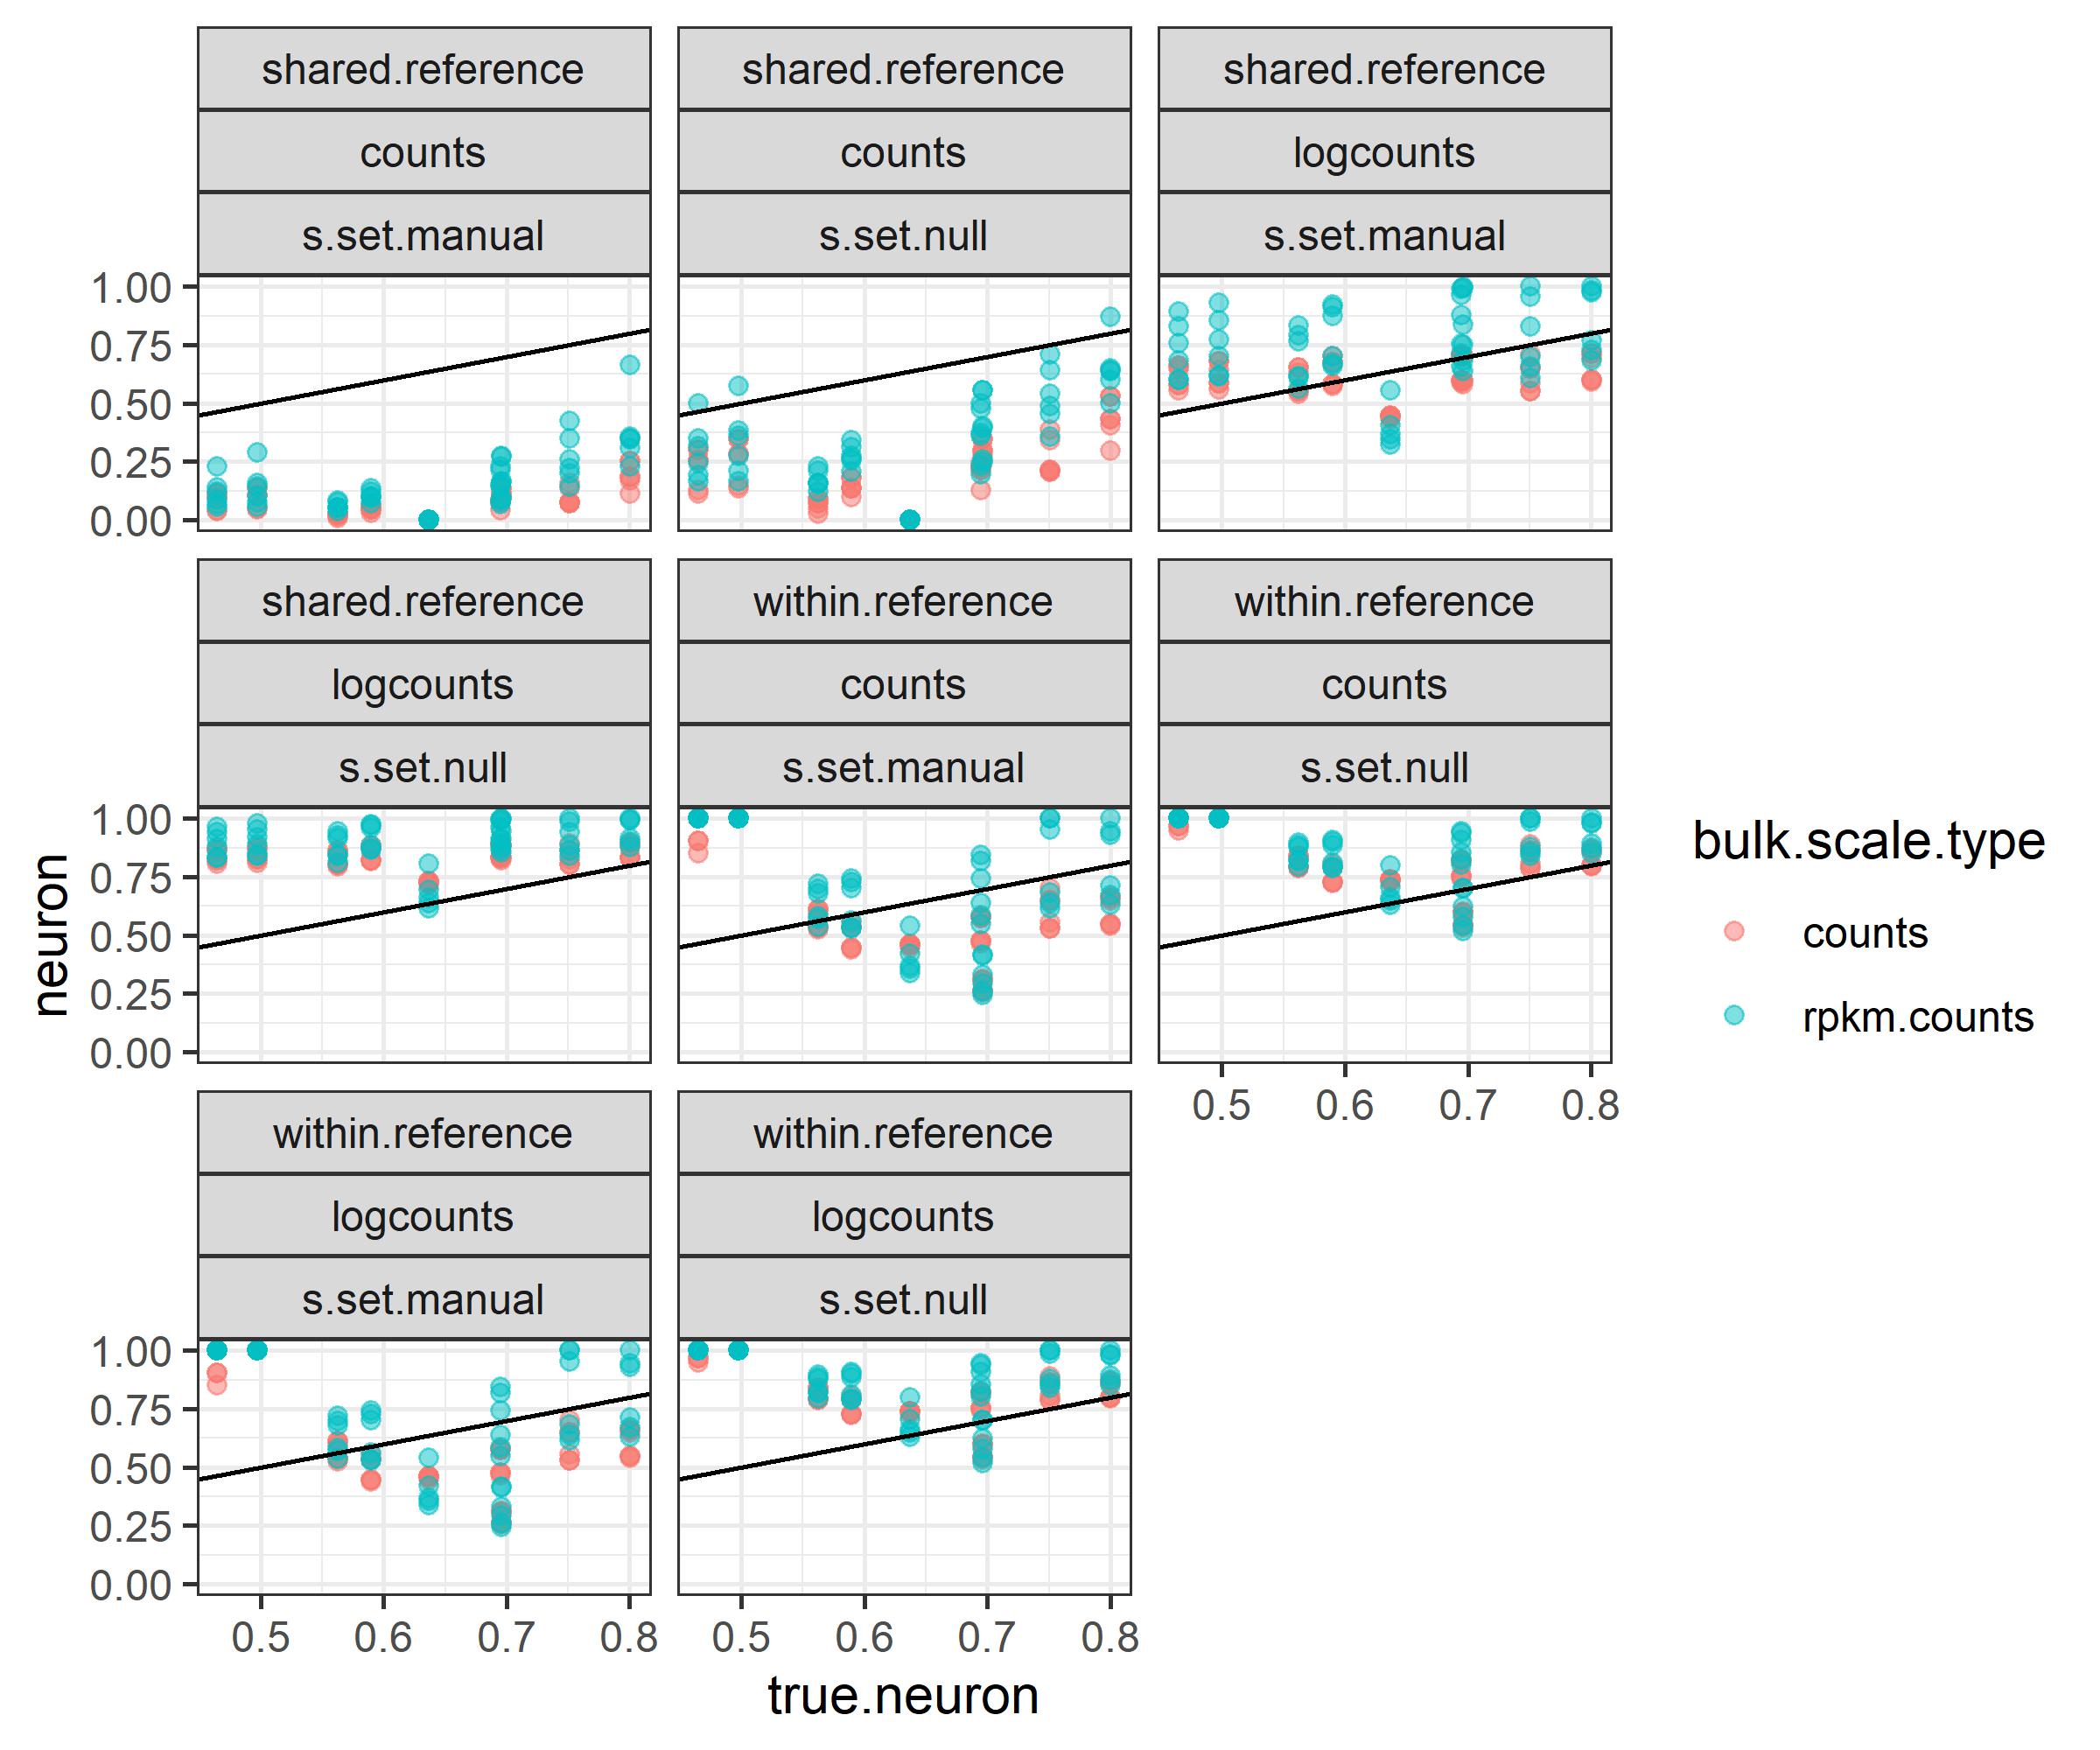 shared.reference shared.reference shared.reference
counts counts logcounts
s.set.manual s.set.null s.set.manual
1.00
0.75
0.50
0.25
0.00
shared.reference within.reference within.reference
logcounts counts counts
s.set.null s.set.manual s.set.null
1.00
0.75
0.50
0.25
0.00
0.5 0.6 0.7 0.8
within.reference within.reference
logcounts logcounts
s.set.manual s.set.null
1.00
0.75
0.50
0.25
0.00
0.5 0.6 0.7 0.8 0.5 0.6 0.7 0.8
true.neuron
neuron
bulk.scale.type
counts
rpkm.counts